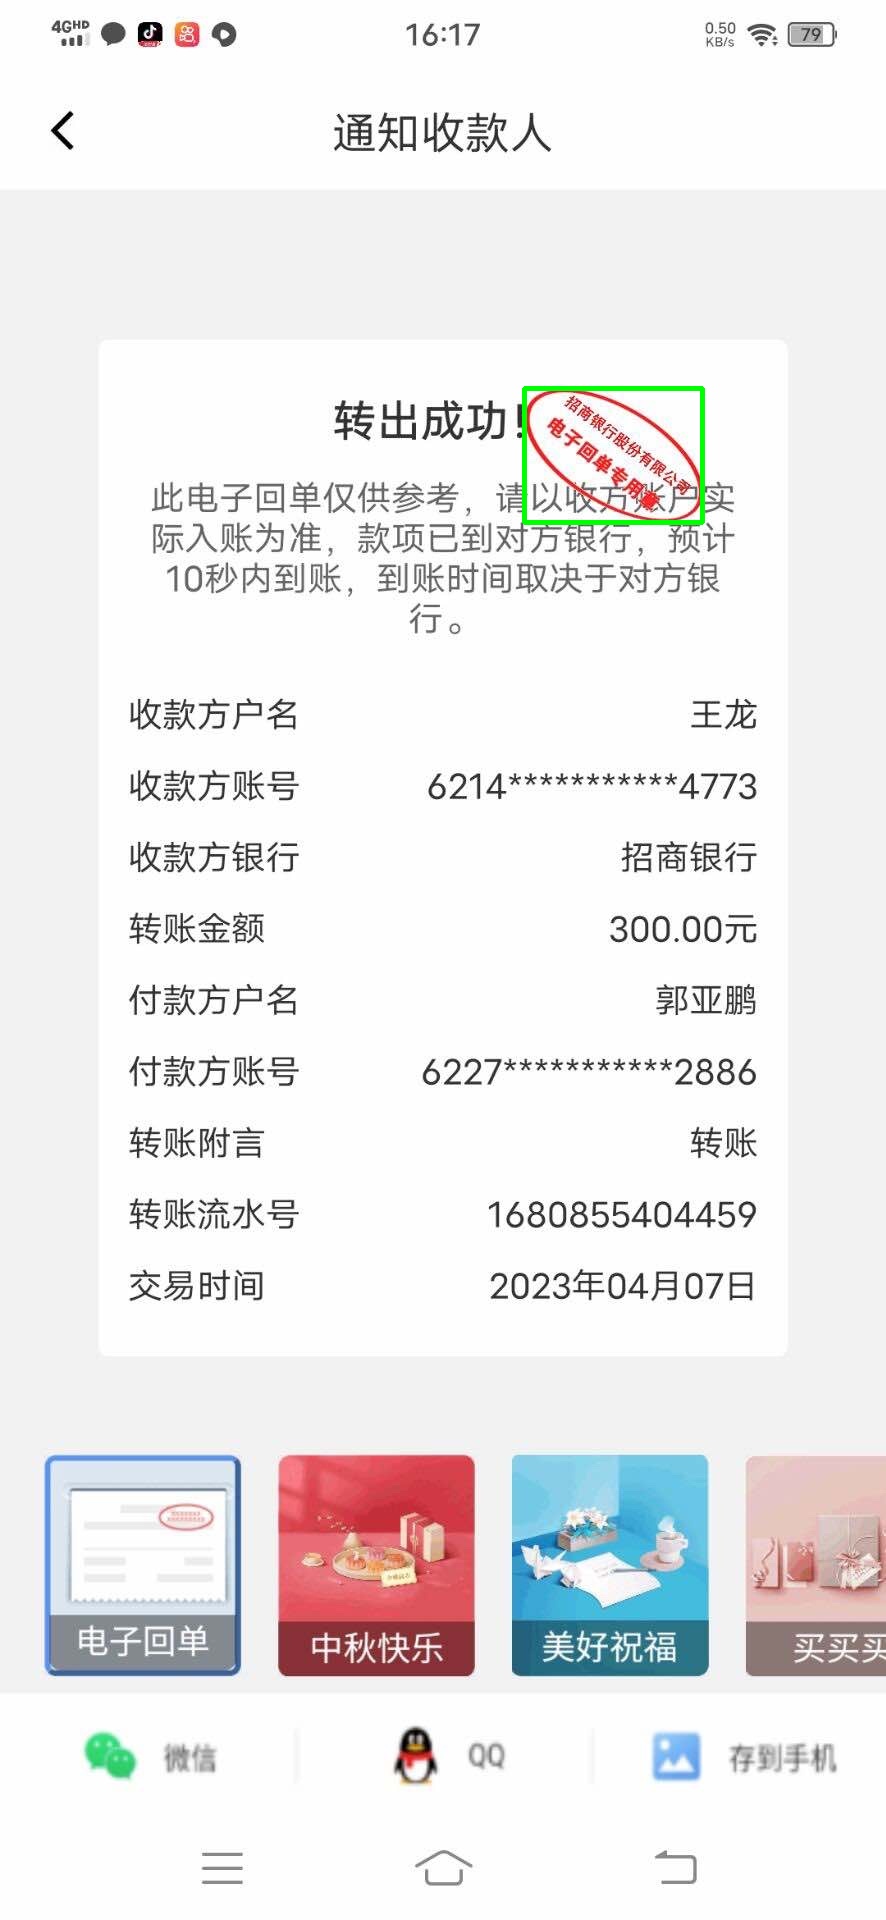 4GHD
16:17
0.50
KB/s
79
通知收款人
转出成功!
招商银行股份有限公司
电子回单专用章
此电子回单仅供参考，请以收方账户实
际入账为准，款项已到对方银行，预计
10秒内到账，到账时间取决于对方银
行。
收款方户名 王龙
收款方账号 6214***********4773
收款方银行 招商银行
转账金额 300.00元
付款方户名 郭亚鹏
付款方账号 6227***********2886
转账附言 转账
转账流水号 1680855404459
交易时间 2023年04月07日
电子回单 中秋快乐 美好祝福 买买买
微信 QQ 存到手机